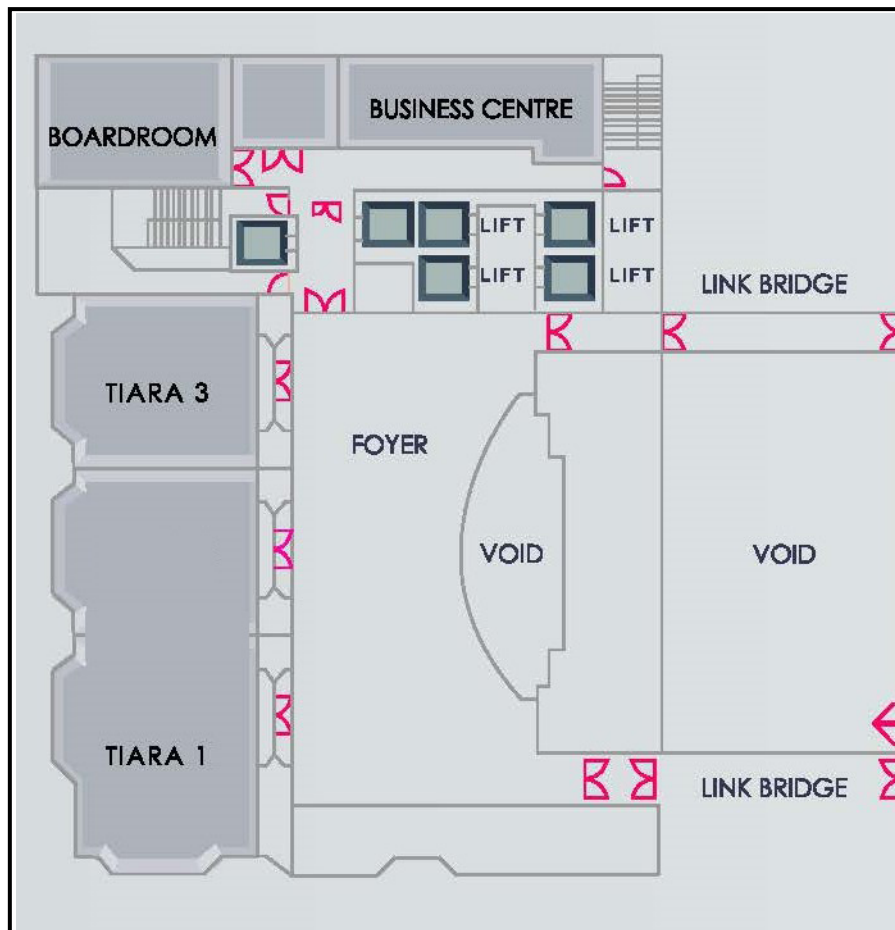 BUSINESS CENTRE
BOARDROOM
LIFT
LIFT
LIFT
LIFT
LINK BRIDGE
TIARA 3
FOYER
VOID
VOID
TIARA 1
LINK BRIDGE